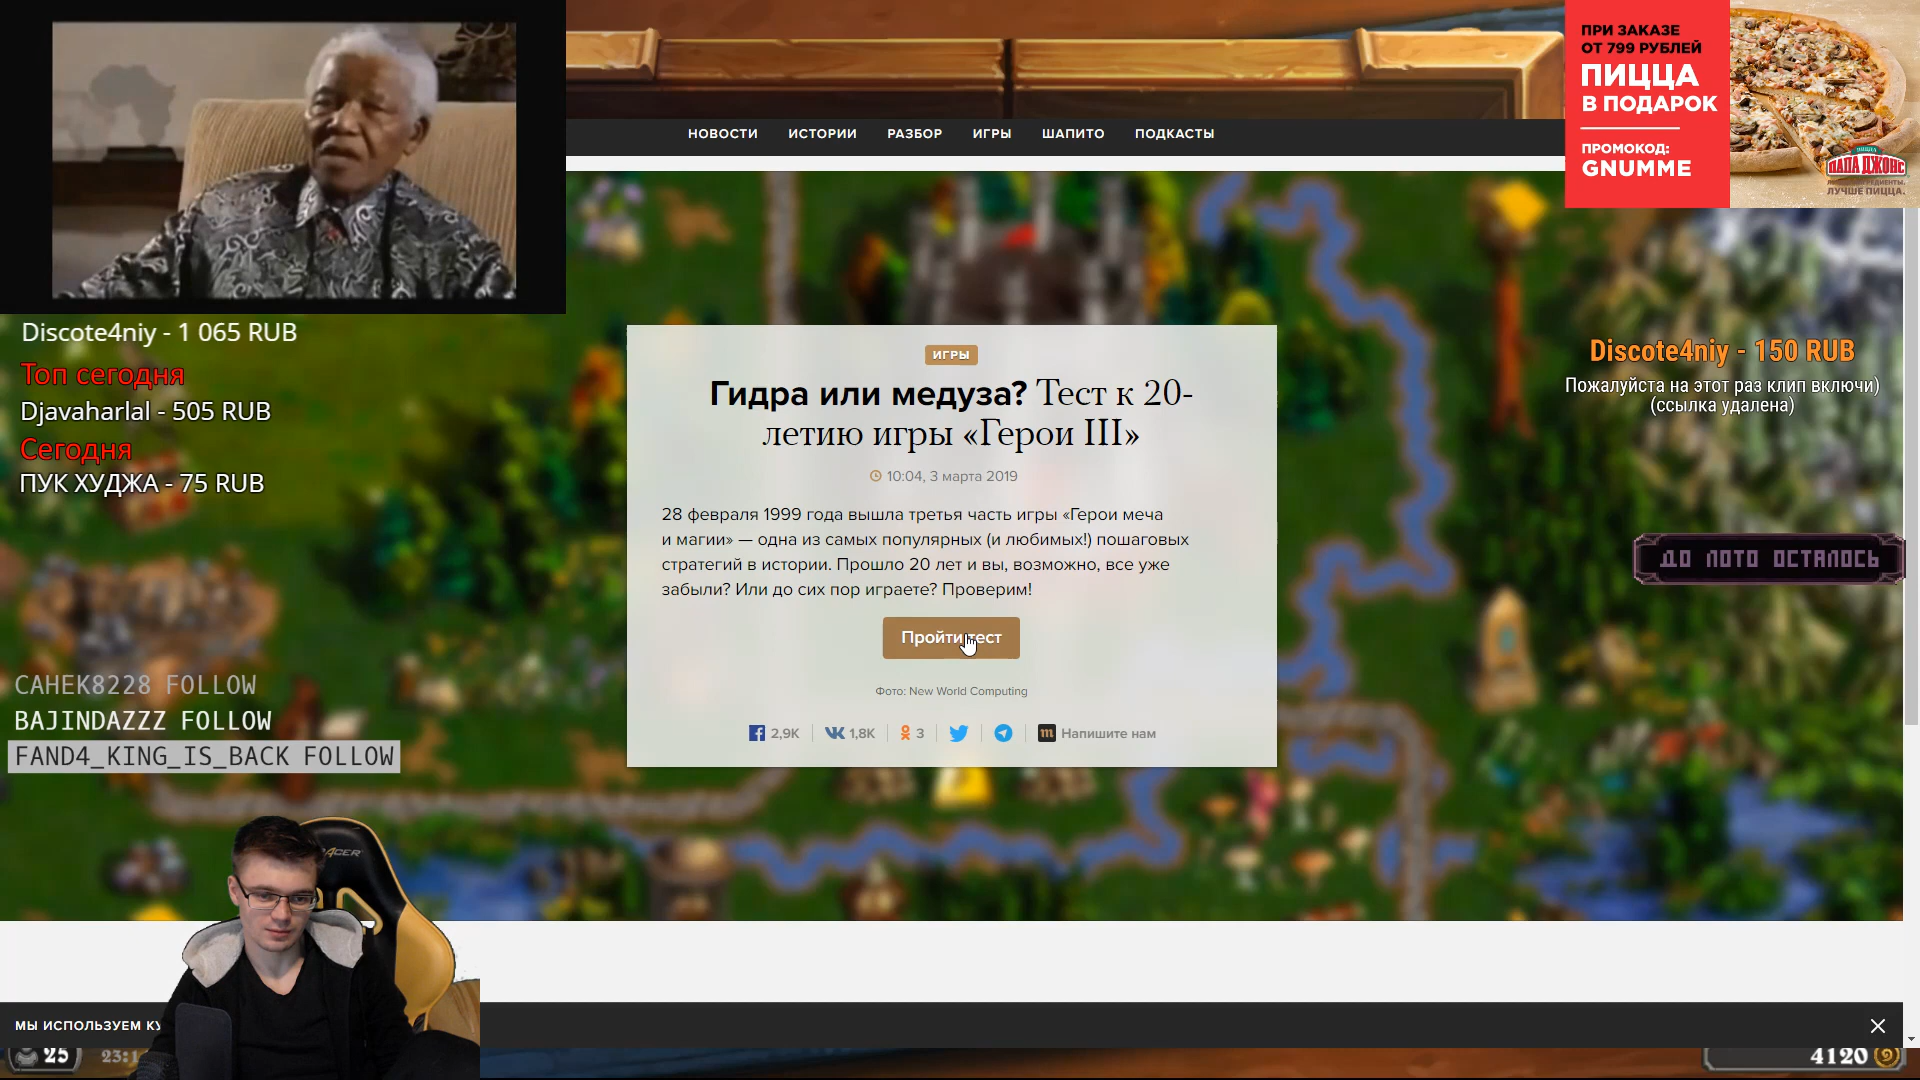 НОВОСТИ ИСТОРИИ РАЗБОР ИГРЫ ШАПИТО ПОДКАСТЫ
ПРИ ЗАКАЗЕ
ОТ 799 РУБЛЕЙ
ПИЦЦА
В ПОДАРОК
ПРОМОКОД:
GNUMME
ПИЦЦА
ПАПА ДЖОНС
ЛУЧШЕ ПИЦЦА.
Discote4niy - 1 065 RUB
Топ сегодня
Djavaharlal - 505 RUB
Сегодня
ПУК ХУДЖА - 75 RUB
ИГРЫ
Гидра или медуза? Тест к 20-
летию игры «Герои III»
10:04, 3 марта 2019
28 февраля 1999 года вышла третья часть игры «Герои меча
и магии» — одна из самых популярных (и любимых!) пошаговых
стратегий в истории. Прошло 20 лет и вы, возможно, все уже
забыли? Или до сих пор играете? Проверим!
Пройти тест
Фото: New World Computing
2,9K 1,8K 3 Напишите нам
Discote4niy - 150 RUB
Пожалуйста на этот раз клип включи)
(ссылка удалена)
ДО ЛОТО ОСТАЛОСЬ
CAHEK8228 FOLLOW
BAJINDAZZZ FOLLOW
FAND4_KING_IS_BACK FOLLOW
МЫ ИСПОЛЬЗУЕМ КУ
25 23:1
4120